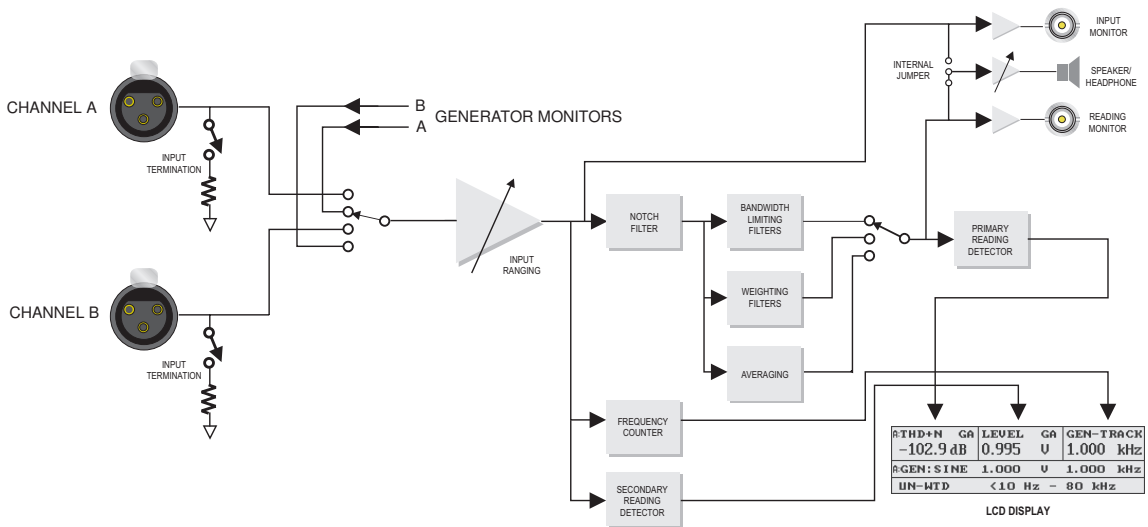 INPUT
MONITOR
INTERNAL
JUMPER
SPEAKER/
HEADPHONE
READING
MONITOR
CHANNEL A
INPUT
TERMINATION
B
A
GENERATOR MONITORS
INPUT
RANGING
NOTCH
FILTER
BANDWIDTH
LIMITING
FILTERS
PRIMARY
READING
DETECTOR
WEIGHTING
FILTERS
CHANNEL B
INPUT
TERMINATION
AVERAGING
FREQUENCY
COUNTER
SECONDARY
READING
DETECTOR
A:THD+N GA LEVEL GA GEN-TRACK
-102.9 dB 0.995 V 1.000 kHz
A:GEN:SINE 1.000 V 1.000 kHz
UN-WTD <10 Hz - 80 kHz
LCD DISPLAY